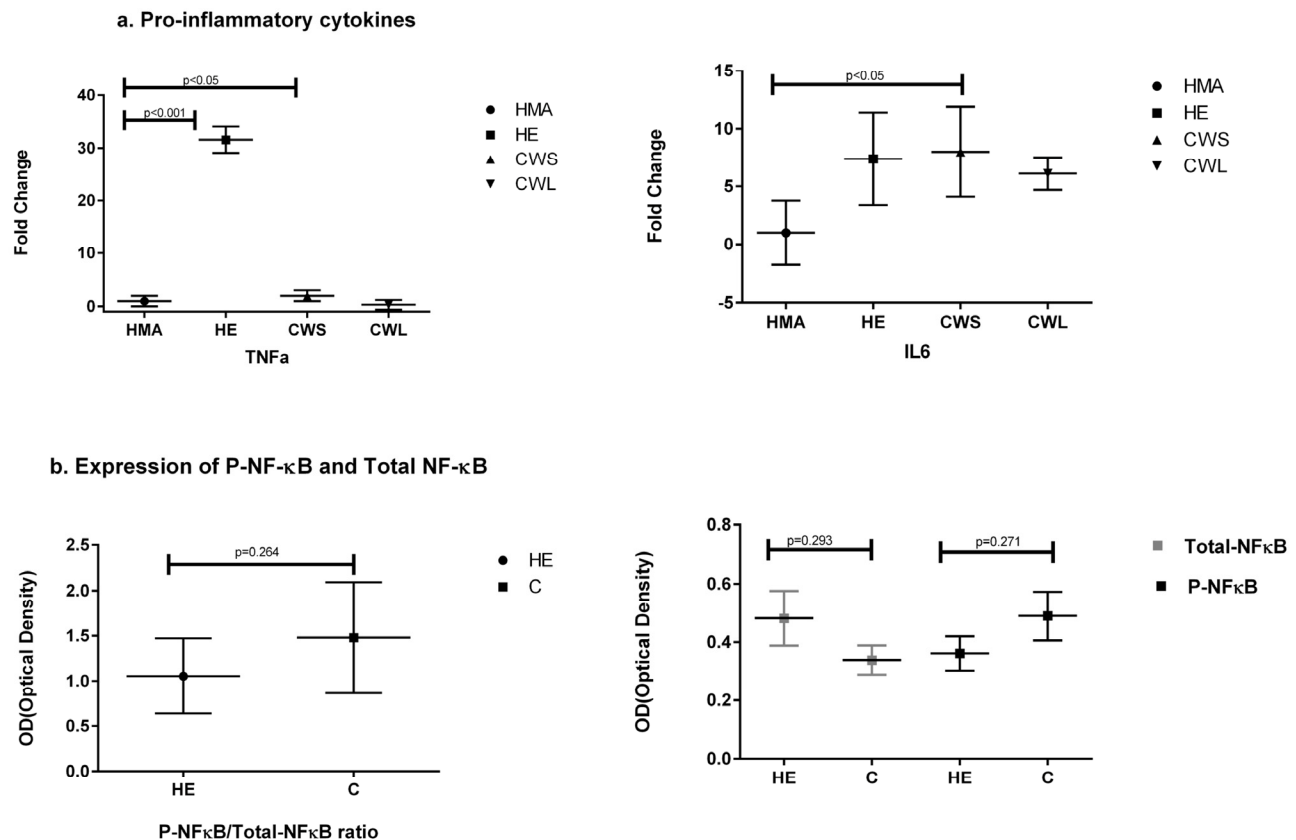 a. Pro-inflammatory cytokines
p<0.05
p<0.001
40
30
20
10
0
Fold Change
HMA HE CWS CWL
TNFa
HMA
HE
CWS
CWL
p<0.05
15
10
5
0
-5
Fold Change
HMA HE CWS CWL
IL6
HMA
HE
CWS
CWL
b. Expression of P-NF-κB and Total NF-κB
p=0.264
2.5
2.0
1.5
1.0
0.5
0.0
OD(Optical Density)
HE C
P-NFκB/Total-NFκB ratio
HE
C
p=0.293
p=0.271
0.8
0.6
0.4
0.2
0.0
OD(Optical Density)
HE C HE C
Total-NFκB
P-NFκB